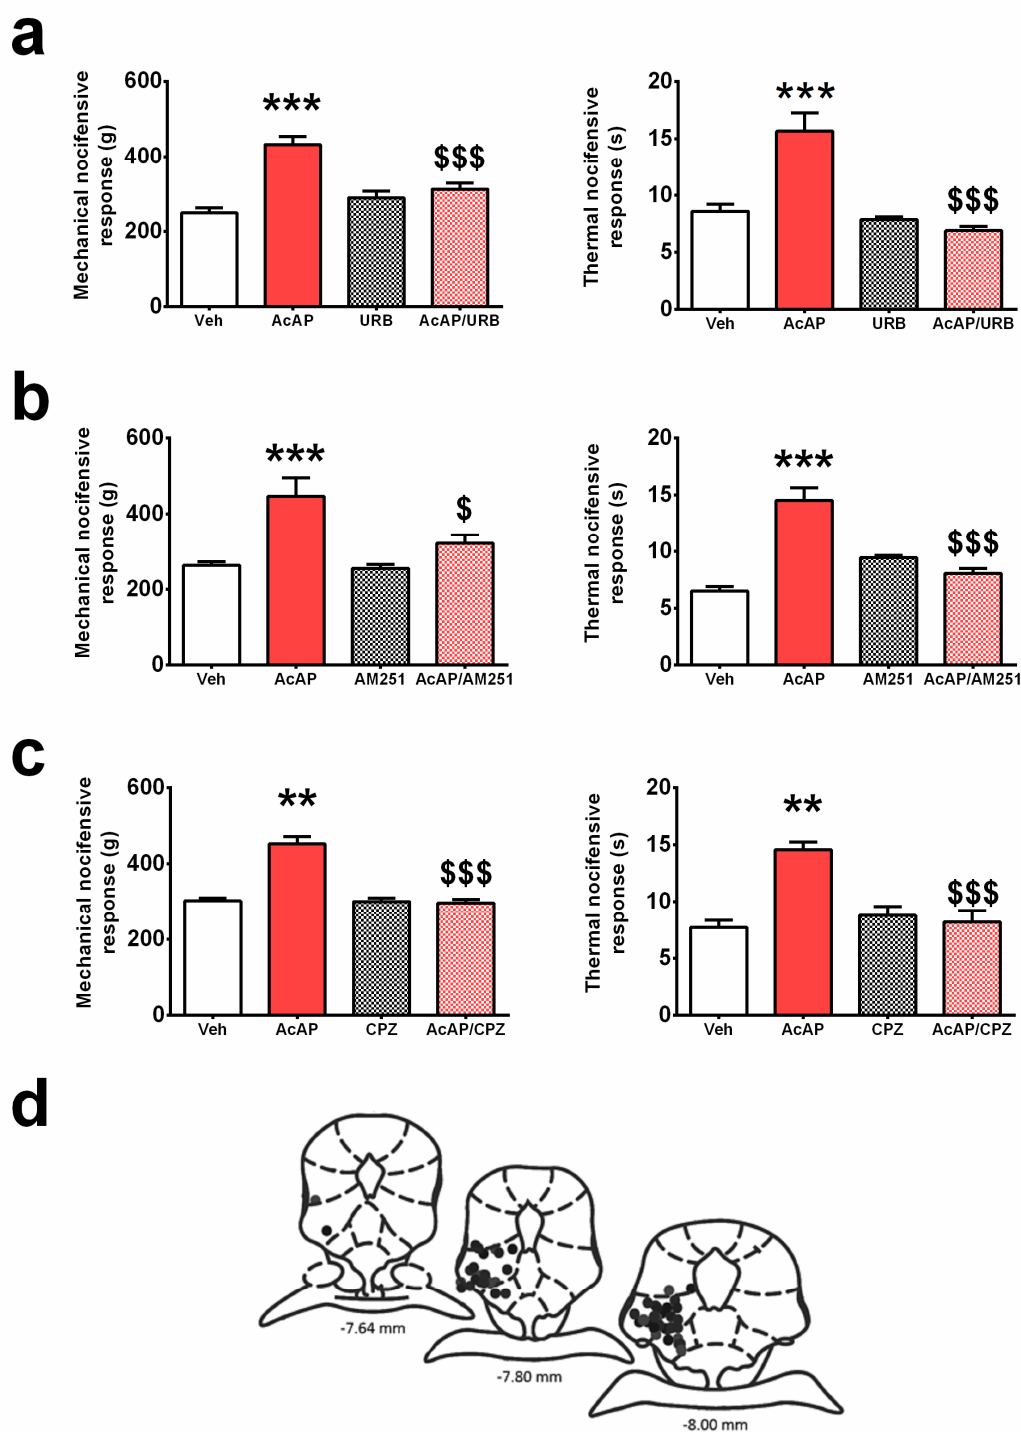 a
Mechanical nocifensive
response (g)
600
400
200
0
***
$$$
Veh AcAP URB AcAP/URB
Thermal nocifensive
response (s)
20
15
10
5
0
***
$$$
Veh AcAP URB AcAP/URB
b
Mechanical nocifensive
response (g)
600
400
200
0
***
$
Veh AcAP AM251 AcAP/AM251
Thermal nocifensive
response (s)
20
15
10
5
0
***
$$$
Veh AcAP AM251 AcAP/AM251
c
Mechanical nocifensive
response (g)
600
400
200
0
**
$$$
Veh AcAP CPZ AcAP/CPZ
Thermal nocifensive
response (s)
20
15
10
5
0
**
$$$
Veh AcAP CPZ AcAP/CPZ
d
-7.64 mm
-7.80 mm
-8.00 mm